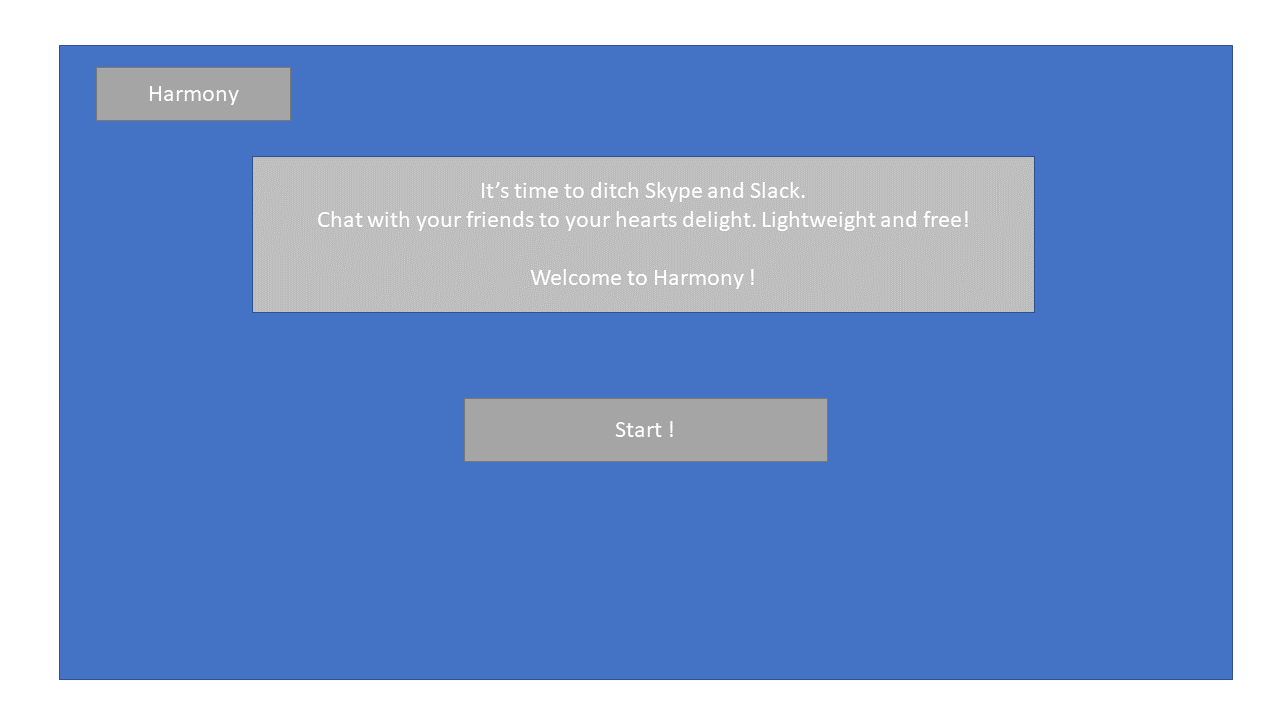 Harmony
It’s time to ditch Skype and Slack.
Chat with your friends to your hearts delight. Lightweight and free!
Welcome to Harmony !
Start !